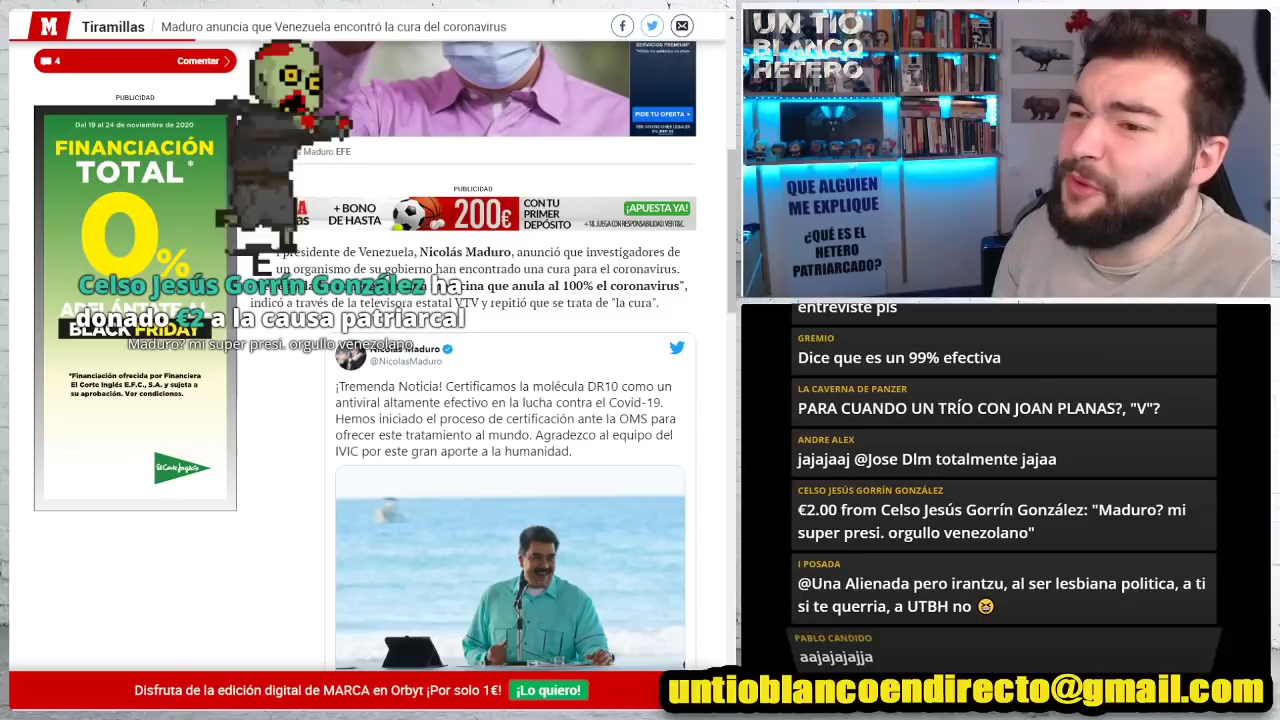 M
Tiramillas
Maduro anuncia que Venezuela encontró la cura del coronavirus
4
Comentar
PUBLICIDAD
Del 19 al 24 de noviembre de 2020
FINANCIACIÓN
TOTAL*
0%
BLACK FRIDAY
*Financiación ofrecida por Financiera
El Corte Inglés E.F.C., S.A. y sujeta a
su aprobación. Ver condiciones.
El Corte Inglés
SERVICIOS PREMIUM*
PIDE TU OFERTA
Maduro EFE
PUBLICIDAD
+ BONO
DE HASTA
200€
CON TU
PRIMER
DEPÓSITO
¡APUESTA YA!
presidente de Venezuela, Nicolás Maduro, anunció que investigadores de
un organismo de su gobierno han encontrado una cura para el coronavirus.
que anula al 100% el coronavirus",
indicó a través de la televisora estatal VTV y repitió que se trata de "la cura".
Celso Jesús Gorrín González ha
donado €2 a la causa patriarcal
Maduro? mi super presi. orgullo venezolano
Nicolás Maduro
@NicolasMaduro
¡Tremenda Noticia! Certificamos la molécula DR10 como un
antiviral altamente efectivo en la lucha contra el Covid-19.
Hemos iniciado el proceso de certificación ante la OMS para
ofrecer este tratamiento al mundo. Agradezco al equipo del
IVIC por este gran aporte a la humanidad.
Disfruta de la edición digital de MARCA en Orbyt ¡Por solo 1€!
¡Lo quiero!
UN TIO
BLANCO
HETERO
QUE ALGUIEN
ME EXPLIQUE
¿QUÉ ES EL
HETERO
PATRIARCADO?
entreviste pls
GREMIO
Dice que es un 99% efectiva
LA CAVERNA DE PANZER
PARA CUANDO UN TRÍO CON JOAN PLANAS?, "V"?
ANDRE ALEX
jajajaaj @Jose Dlm totalmente jajaa
CELSO JESÚS GORRÍN GONZÁLEZ
€2.00 from Celso Jesús Gorrín González: "Maduro? mi
super presi. orgullo venezolano"
I POSADA
@Una Alienada pero irantzu, al ser lesbiana politica, a ti
si te querria, a UTBH no 😆
PABLO CANDIDO
aajajajajja
untioblancoendirecto@gmail.com